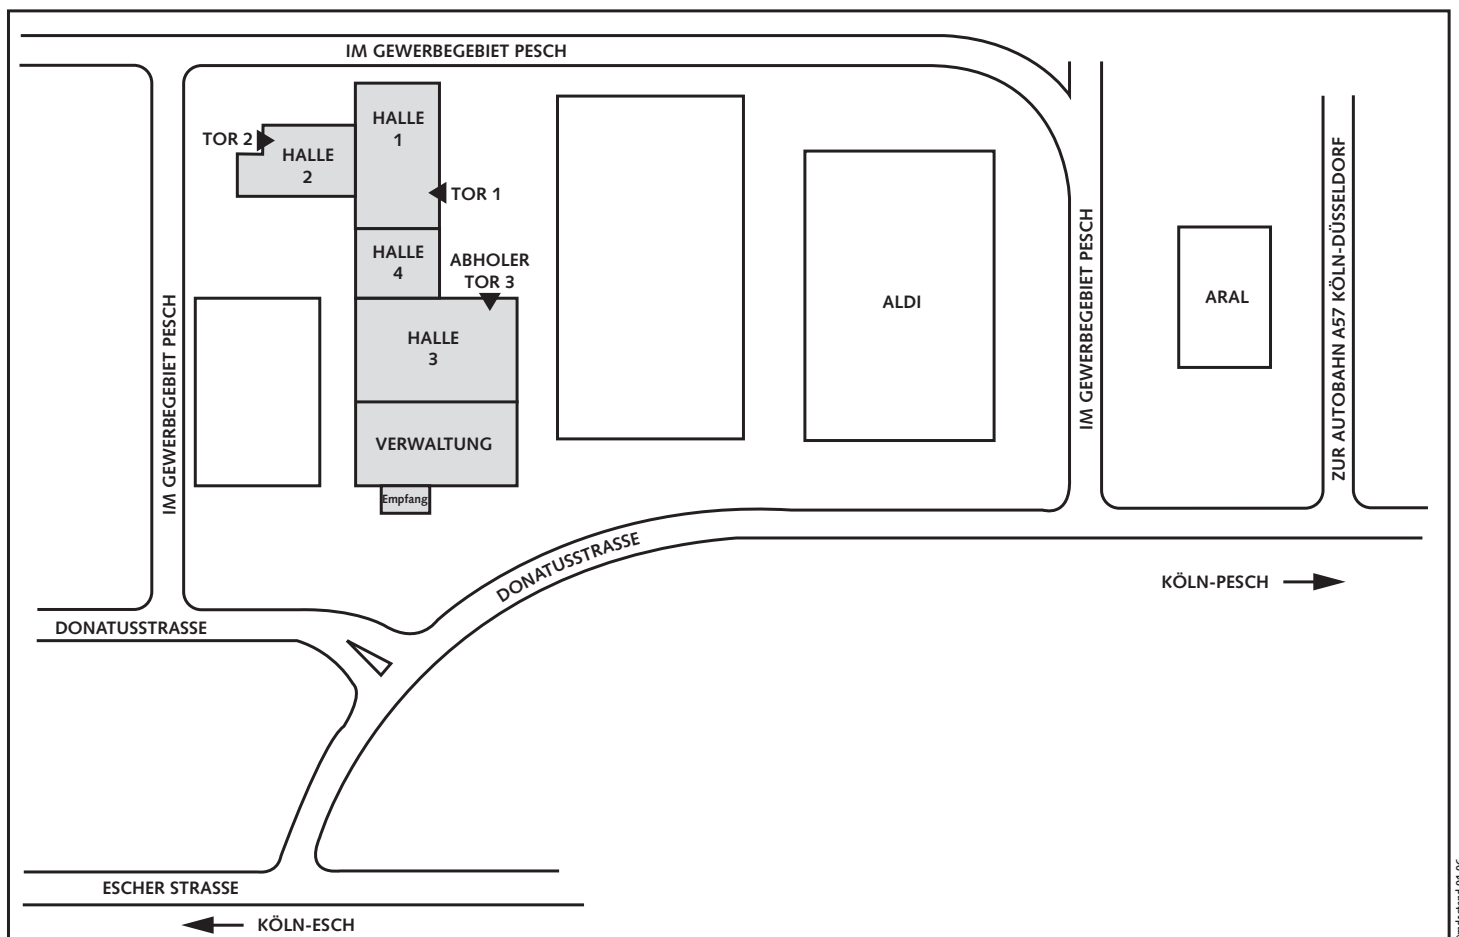 IM GEWERBEGEBIET PESCH
HALLE
1
TOR 2
HALLE
2
TOR 1
HALLE
4
ABHOLER
TOR 3
HALLE
3
VERWALTUNG
Empfang
IM GEWERBEGEBIET PESCH
ALDI
IM GEWERBEGEBIET PESCH
ARAL
ZUR AUTOBAHN A57 KÖLN-DÜSSELDORF
DONATUSSTRASSE
KÖLN-PESCH
DONATUSSTRASSE
ESCHER STRASSE
KÖLN-ESCH